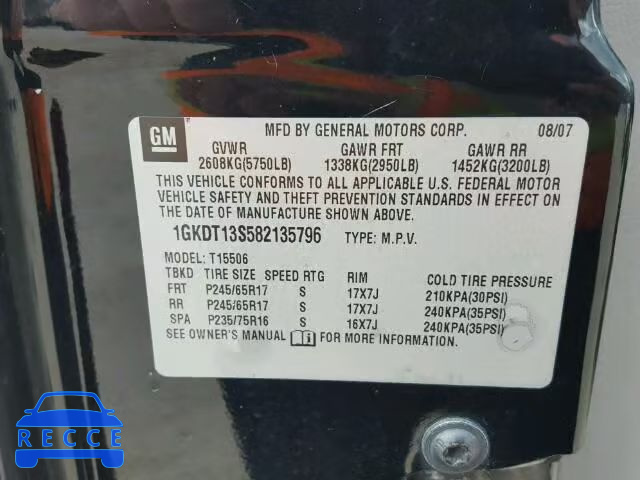 GM
MFD BY GENERAL MOTORS CORP. 08/07
GVWR GAWR FRT GAWR RR
2608KG(5750LB) 1338KG(2950LB) 1452KG(3200LB)
THIS VEHICLE CONFORMS TO ALL APPLICABLE U.S. FEDERAL MOTOR
VEHICLE SAFETY AND THEFT PREVENTION STANDARDS IN EFFECT ON
THE DATE OF MANUFACTURE SHOWN ABOVE.
1GKDT13S582135796 TYPE: M.P.V.
MODEL: T15506
TBKD TIRE SIZE SPEED RTG RIM COLD TIRE PRESSURE
FRT P245/65R17 S 17X7J 210KPA(30PSI)
RR P245/65R17 S 17X7J 240KPA(35PSI)
SPA P235/75R16 S 16X7J 240KPA(35PSI)
SEE OWNER'S MANUAL FOR MORE INFORMATION.
RECCE